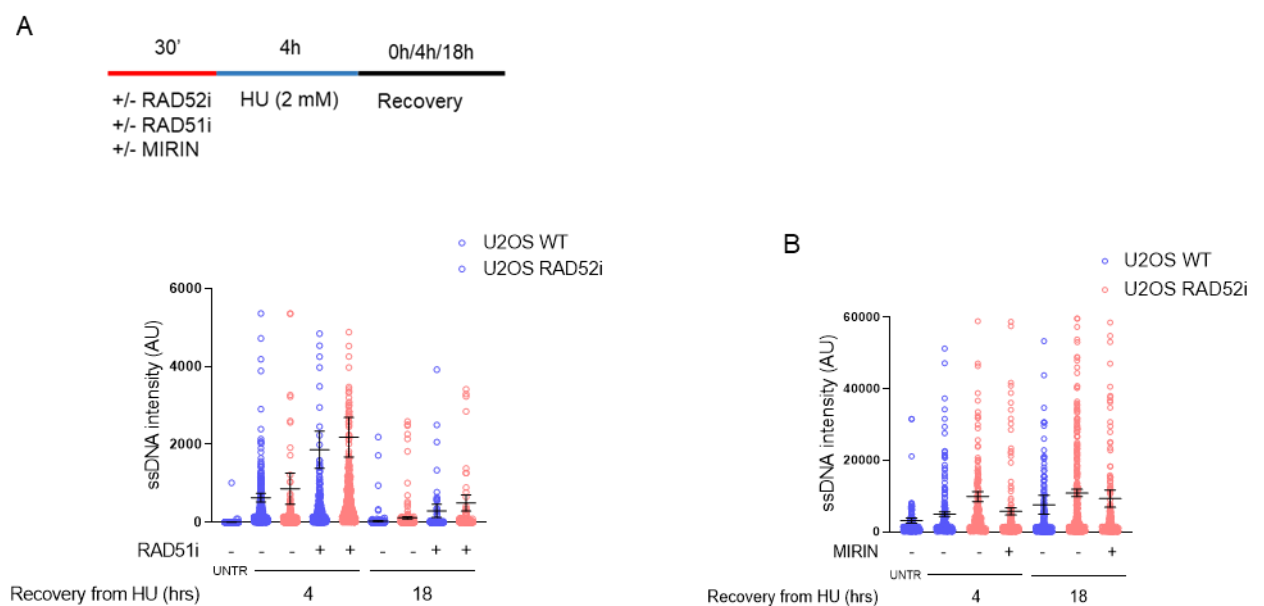 A
30’ 4h 0h/4h/18h
+/- RAD52i HU (2 mM) Recovery
+/- RAD51i
+/- MIRIN
U2OS WT
U2OS RAD52i
ssDNA intensity (AU)
6000
4000
2000
0
RAD51i - - - + + - - + +
UNTR
Recovery from HU (hrs) 4 18
B
U2OS WT
U2OS RAD52i
ssDNA intensity (AU)
60000
40000
20000
0
MIRIN - - - + - - +
UNTR
Recovery from HU (hrs) 4 18